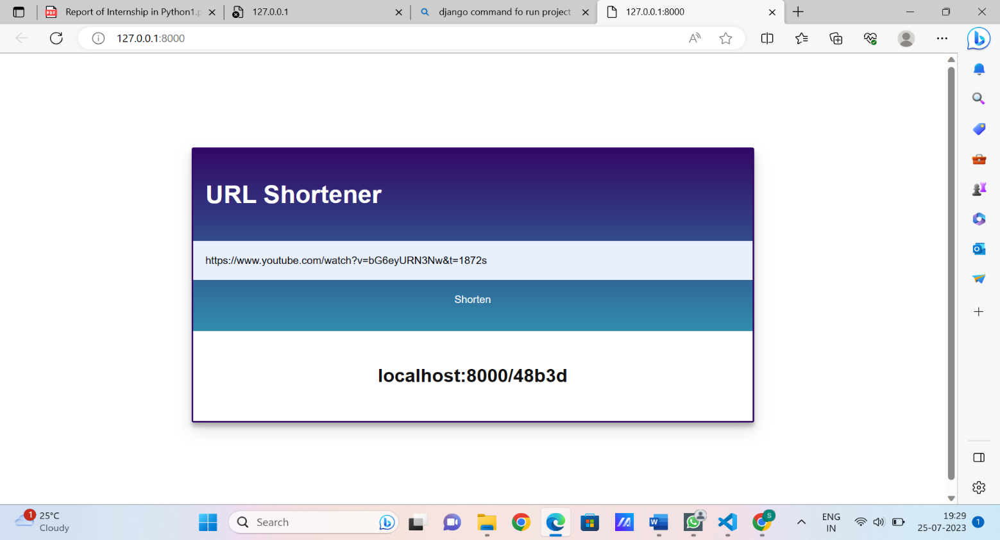 Report of Internship in Python1.p
127.0.0.1
django command fo run project
127.0.0.1:8000
127.0.0.1:8000
URL Shortener
https://www.youtube.com/watch?v=bG6eyURN3Nw&t=1872s
Shorten
localhost:8000/48b3d
1
25°C
Cloudy
Search
S
ENG
IN
19:29
25-07-2023
1